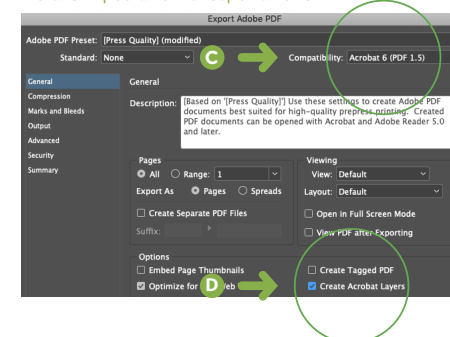 Export Adobe PDF
Adobe PDF Preset: [Press Quality] (modified)
Standard: None
C
Compatibility: Acrobat 6 (PDF 1.5)
General
Compression
Marks and Bleeds
Output
Advanced
Security
Summary
General
Description: [Based on '[Press Quality]'] Use these settings to create Adobe PDF
documents best suited for high-quality prepress printing. Created
PDF documents can be opened with Acrobat and Adobe Reader 5.0
and later.
Pages
All Range: 1
Export As Pages Spreads
Create Separate PDF Files
Suffix:
Viewing
View: Default
Layout: Default
Open in Full Screen Mode
View PDF after Exporting
Options
Embed Page Thumbnails
Optimize for
D
Create Tagged PDF
Create Acrobat Layers